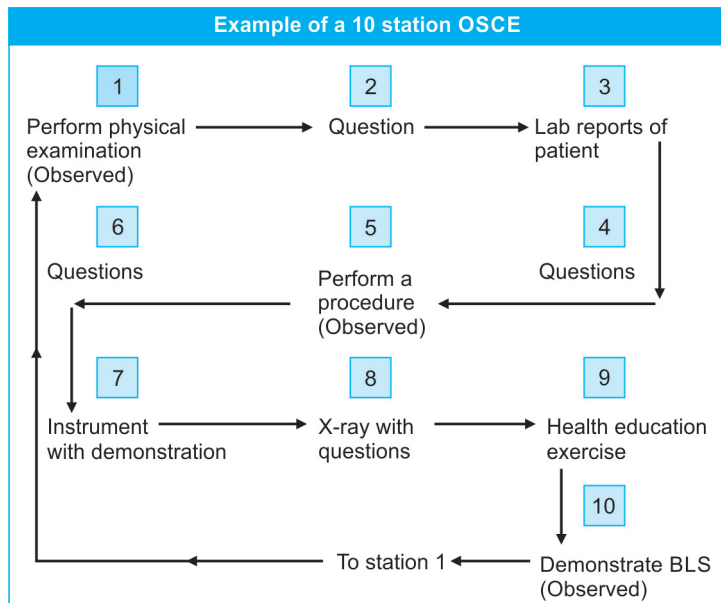 Example of a 10 station OSCE
1
2
3
Perform physical
examination
(Observed)
Question
Lab reports of
patient
6
5
4
Questions
Perform a
procedure
(Observed)
Questions
7
8
9
Instrument
with demonstration
X-ray with
questions
Health education
exercise
10
To station 1
Demonstrate BLS
(Observed)